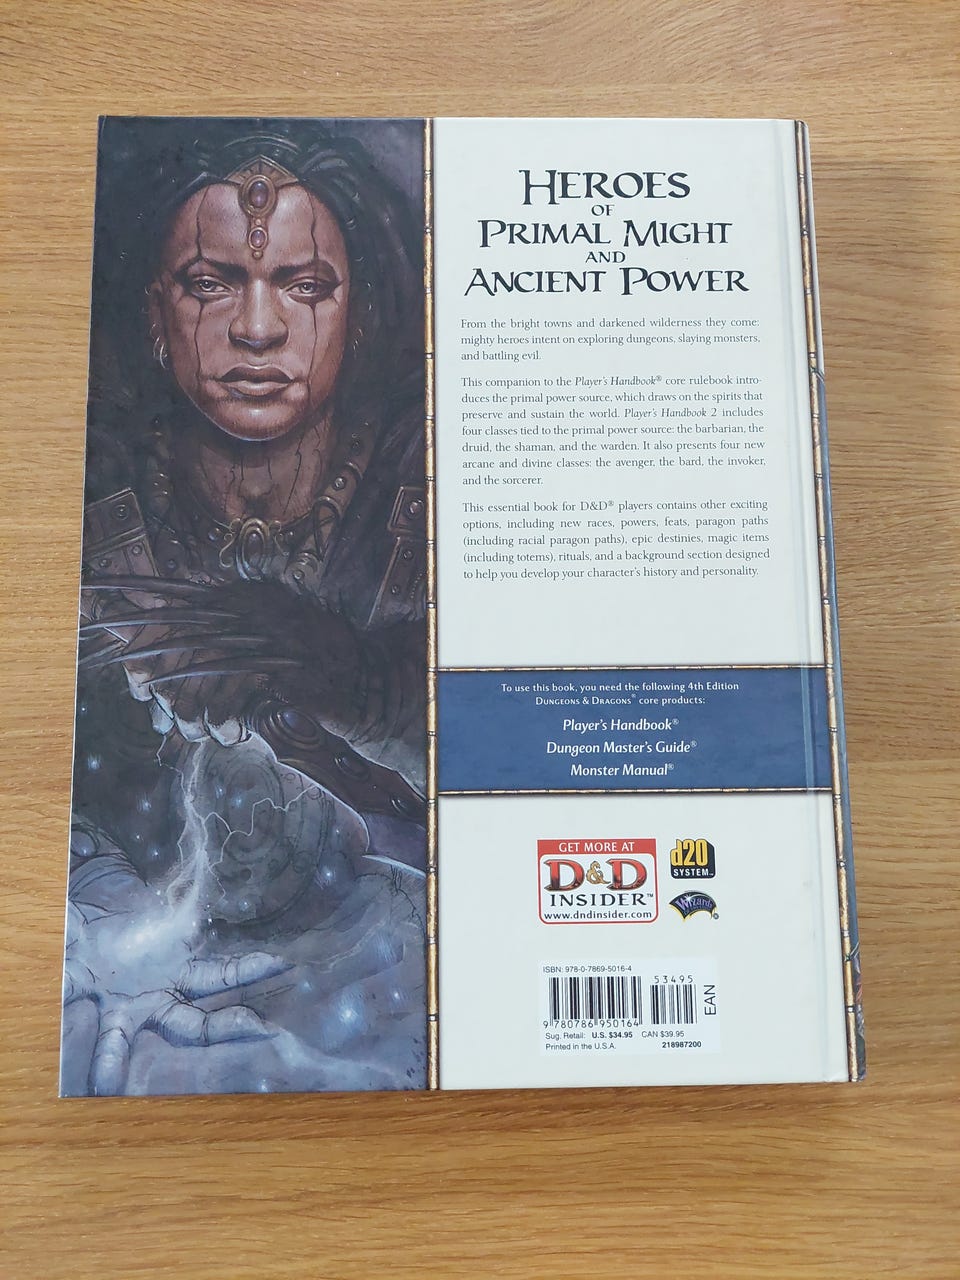 HEROES
OF
PRIMAL MIGHT
AND
ANCIENT POWER
From the bright towns and darkened wilderness they come:
mighty heroes intent on exploring dungeons, slaying monsters,
and battling evil.
This companion to the Player's Handbook® core rulebook intro-
duces the primal power source, which draws on the spirits that
preserve and sustain the world. Player's Handbook 2 includes
four classes tied to the primal power source: the barbarian, the
druid, the shaman, and the warden. It also presents four new
arcane and divine classes: the avenger, the bard, the invoker,
and the sorcerer.
This essential book for D&D® players contains other exciting
options, including new races, powers, feats, paragon paths
(including racial paragon paths), epic destinies, magic items
(including totems), rituals, and a background section designed
to help you develop your character's history and personality.
To use this book, you need the following 4th Edition
DUNGEONS & DRAGONS® core products:
Player's Handbook®
Dungeon Master's Guide®
Monster Manual®
GET MORE AT
D&D
INSIDER™
www.dndinsider.com
d20
SYSTEM™
Wizards
®
ISBN: 978-0-7869-5016-4
53495
EAN
9 780786 950164
Sug. Retail: U.S. $34.95 CAN $39.95
Printed in the U.S.A. 218987200